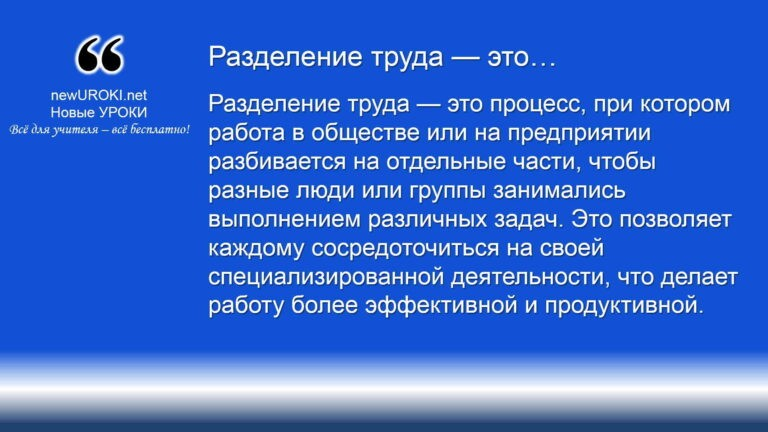 ❝
newUROKI.net
Новые УРОКИ
Всё для учителя – всё бесплатно!
Разделение труда — это…
Разделение труда — это процесс, при котором
работа в обществе или на предприятии
разбивается на отдельные части, чтобы
разные люди или группы занимались
выполнением различных задач. Это позволяет
каждому сосредоточиться на своей
специализированной деятельности, что делает
работу более эффективной и продуктивной.